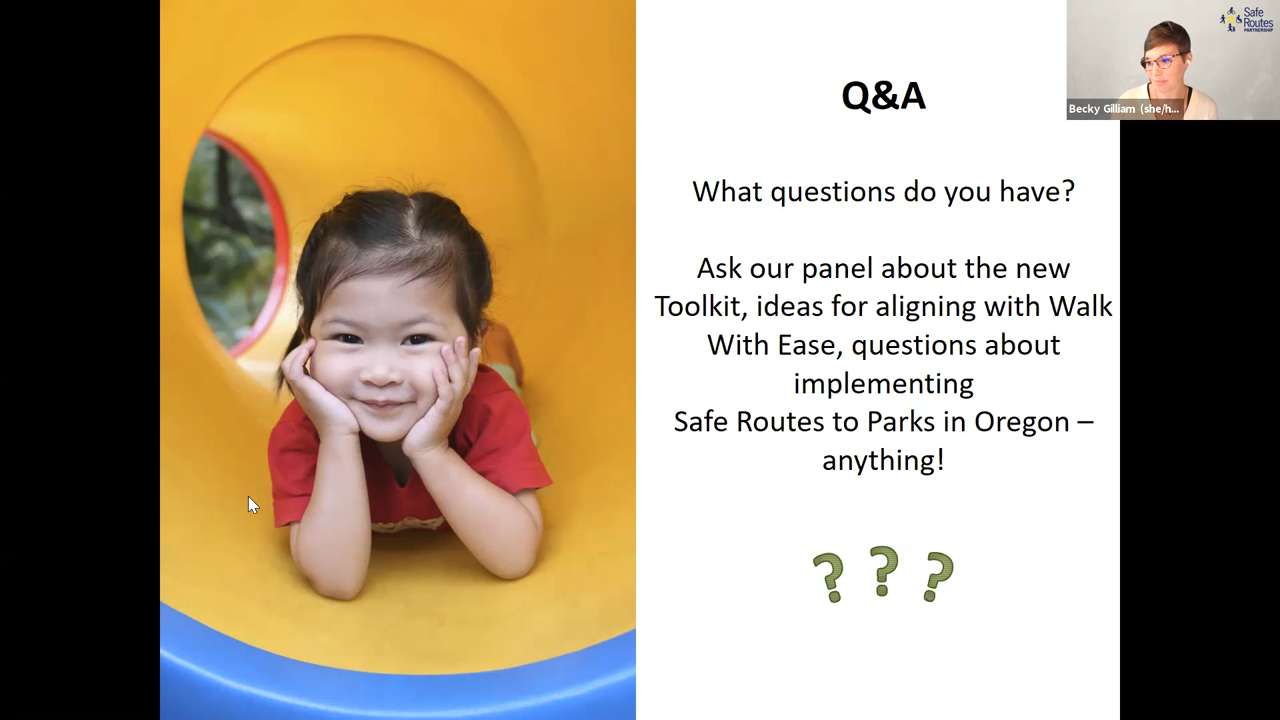 Q&A
What questions do you have?
Ask our panel about the new
Toolkit, ideas for aligning with Walk
With Ease, questions about
implementing
Safe Routes to Parks in Oregon –
anything!
? ? ?
Safe
Routes
PARTNERSHIP
Becky Gilliam (she/h...